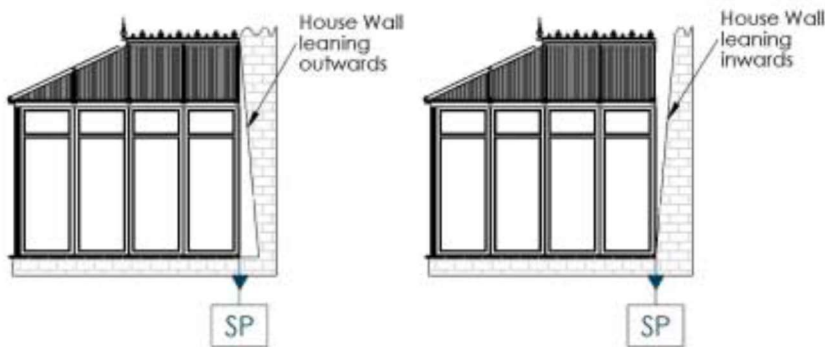 House Wall
leaning
outwards
House Wall
leaning
inwards
SP
SP